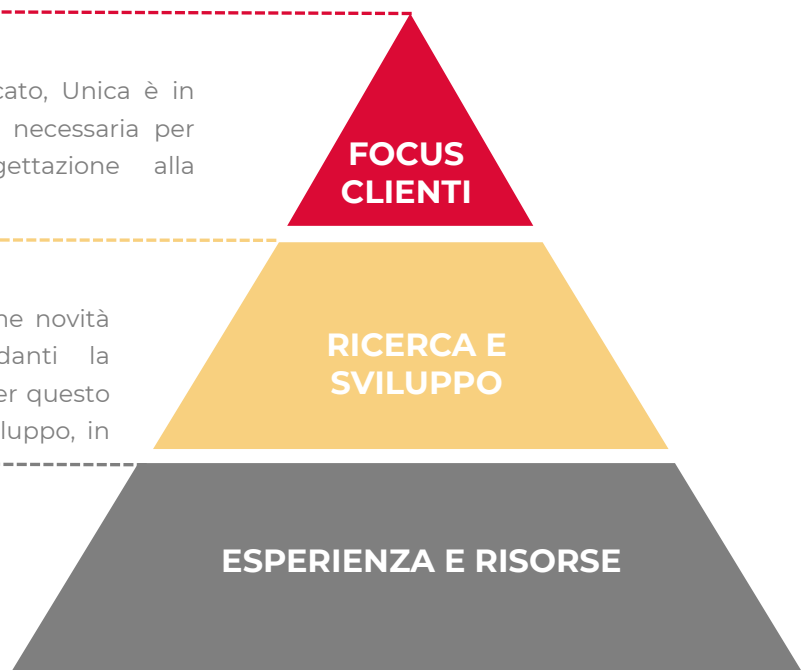 cato, Unica è in
necessaria per
gettazione alla
FOCUS
CLIENTI
ne novità
danti la
er questo
luppo, in
RICERCA E
SVILUPPO
ESPERIENZA E RISORSE